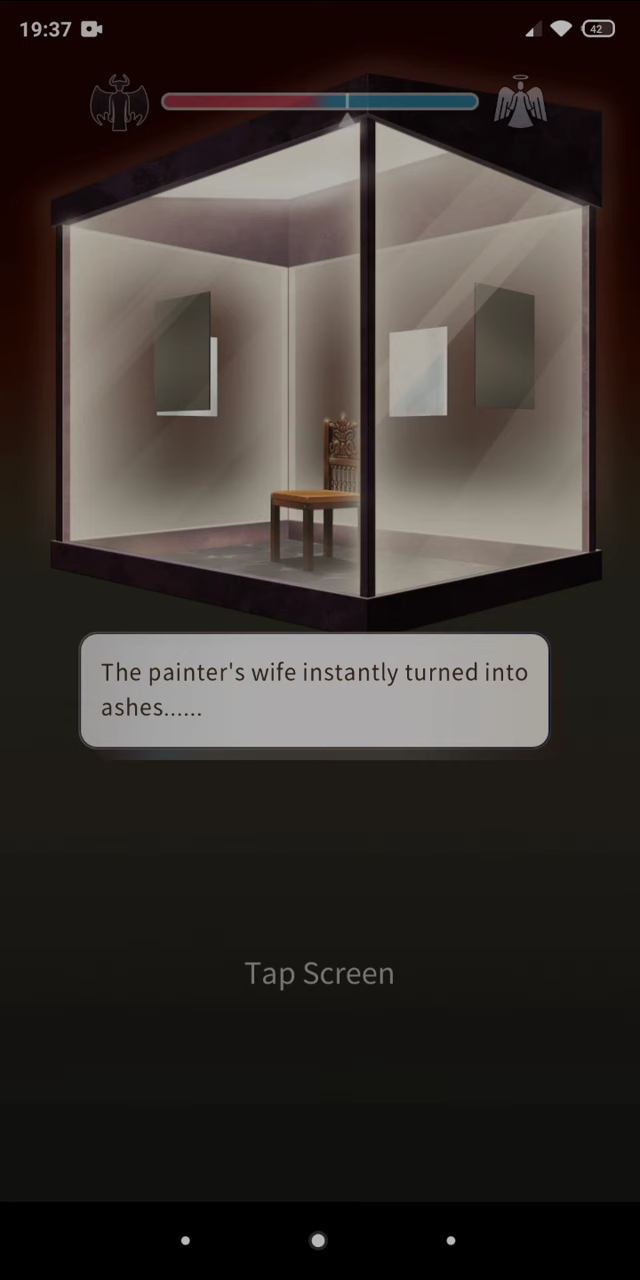 19:37
42
The painter's wife instantly turned into
ashes......
Tap Screen